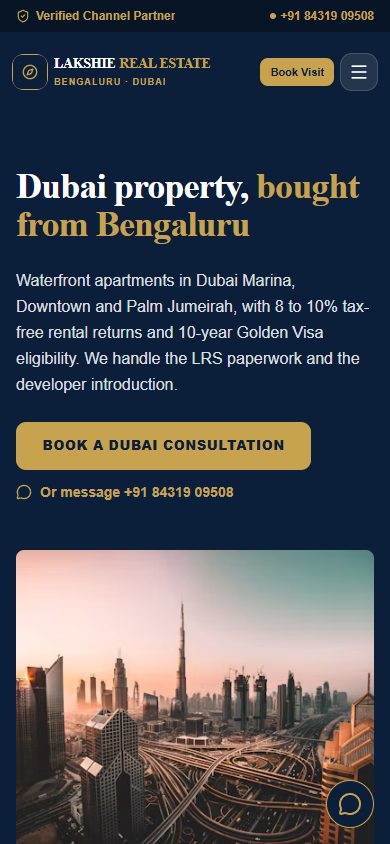 Verified Channel Partner
+91 84319 09508
LAKSHIE REAL ESTATE
BENGALURU · DUBAI
Book Visit
Dubai property, bought
from Bengaluru
Waterfront apartments in Dubai Marina,
Downtown and Palm Jumeirah, with 8 to 10% tax-
free rental returns and 10-year Golden Visa
eligibility. We handle the LRS paperwork and the
developer introduction.
BOOK A DUBAI CONSULTATION
Or message +91 84319 09508